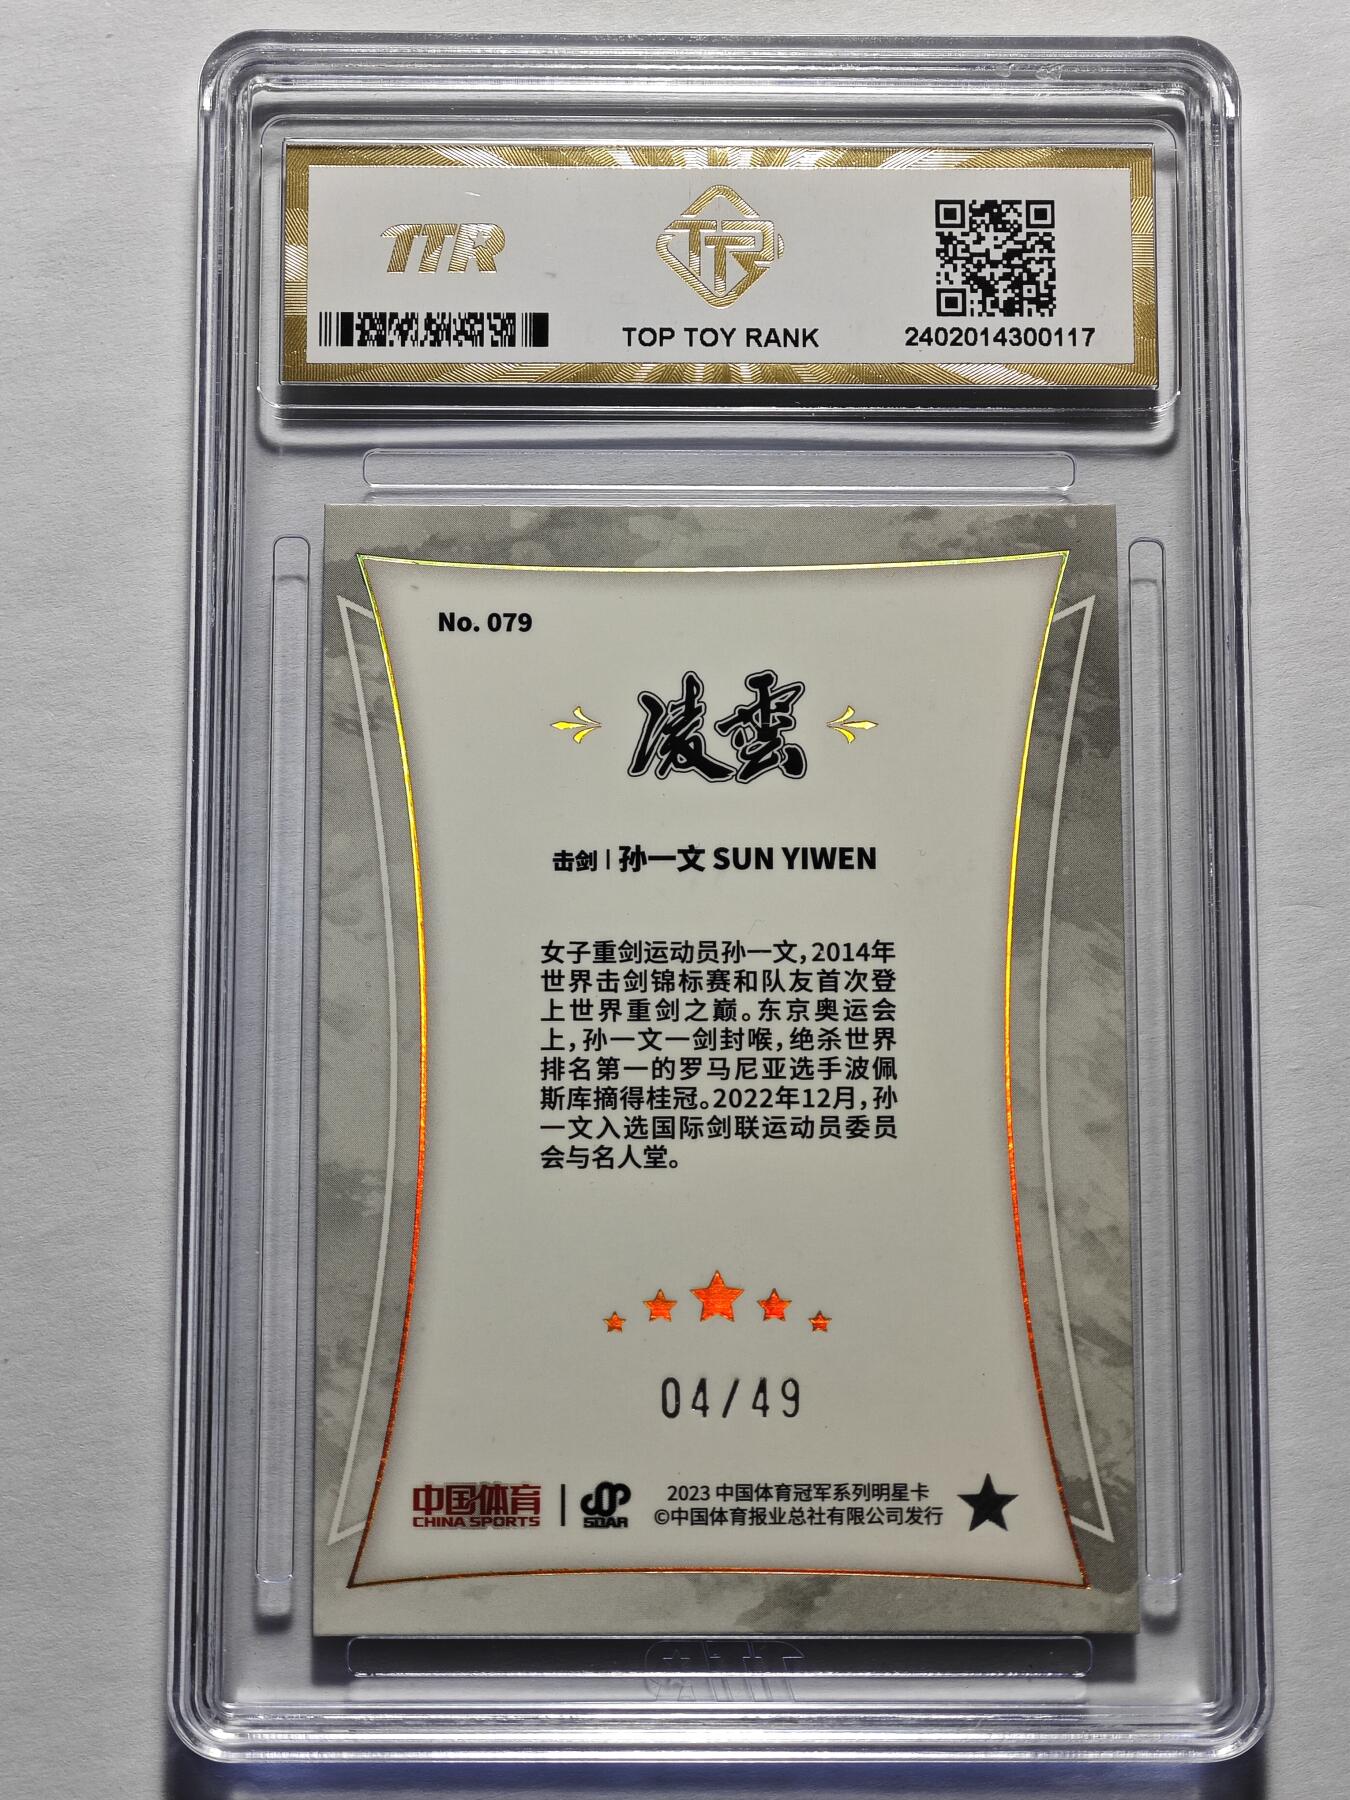 TTR
TTR
TOP TOY RANK
2402014300117
No. 079
凌雲
击剑 | 孙一文 SUN YIWEN
女子重剑运动员孙一文，2014年
世界击剑锦标赛和队友首次登
上世界重剑之巅。东京奥运会
上，孙一文一剑封喉，绝杀世界
排名第一的罗马尼亚选手波佩
斯库摘得桂冠。2022年12月，孙
一文入选国际剑联运动员委员
会与名人堂。
04/49
中国体育
CHINA SPORTS
SOAR
2023 中国体育冠军系列明星卡
©中国体育报业总社有限公司发行
TTR